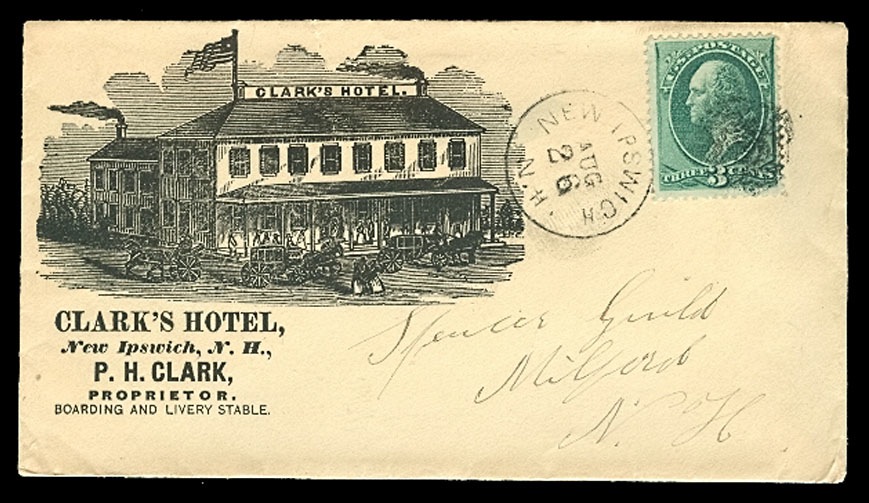 CLARK'S HOTEL.
CLARK'S HOTEL,
New Ipswich, N. H.,
P. H. CLARK,
PROPRIETOR.
BOARDING AND LIVERY STABLE.
NEW IPSWICH
AUG
26
N.H.
U.S. POSTAGE
THREE 3 CENTS
Spencer Guild
Milford
N. H